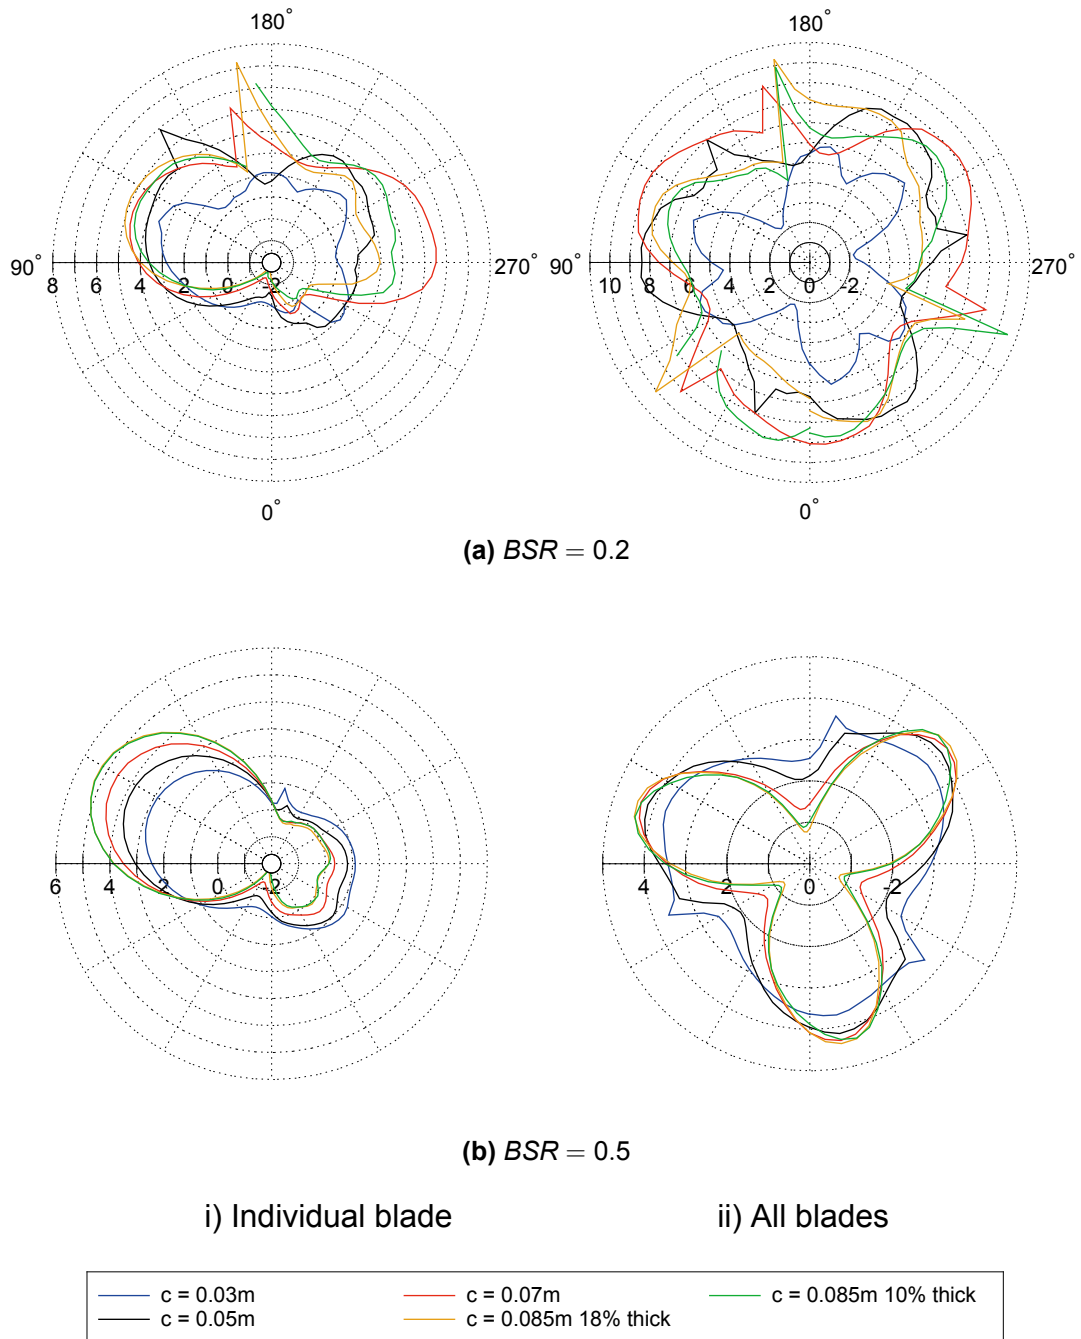 180°
180°
90°
8 6 4 2 0 -2
270°
90°
10 8 6 4 2 0 -2
270°
0°
0°
(a) BSR = 0.2
6 4 2 0 -2
4 2 0 -2
(b) BSR = 0.5
i) Individual blade
ii) All blades
c = 0.03m
c = 0.07m
c = 0.085m 10% thick
c = 0.05m
c = 0.085m 18% thick